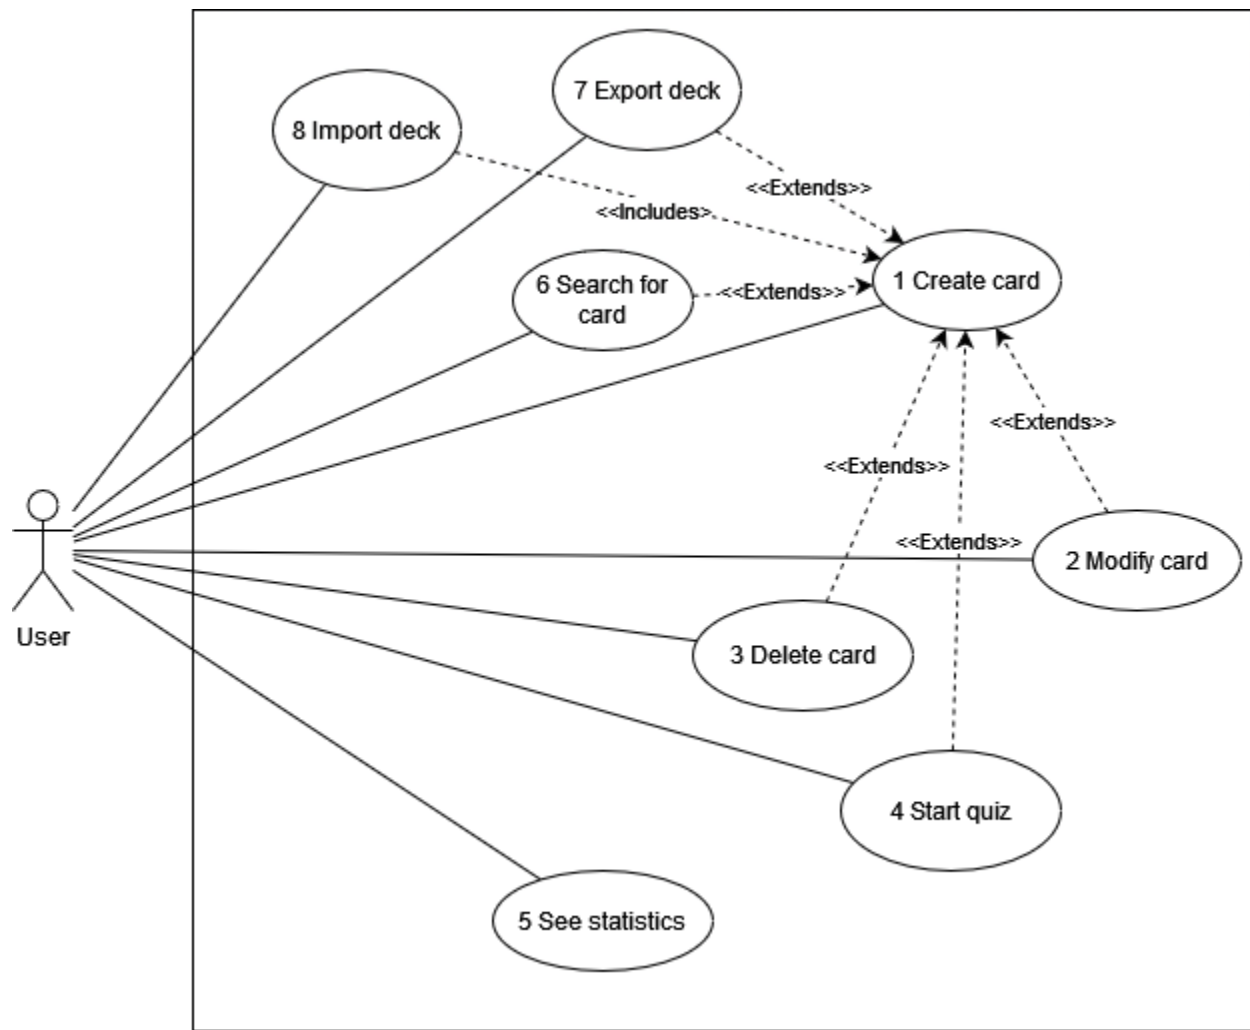 7 Export deck
8 Import deck
<<Extends>>
<<Includes>
6 Search for
card
<<Extends>>
1 Create card
<<Extends>>
<<Extends>>
<<Extends>>
2 Modify card
User
3 Delete card
4 Start quiz
5 See statistics